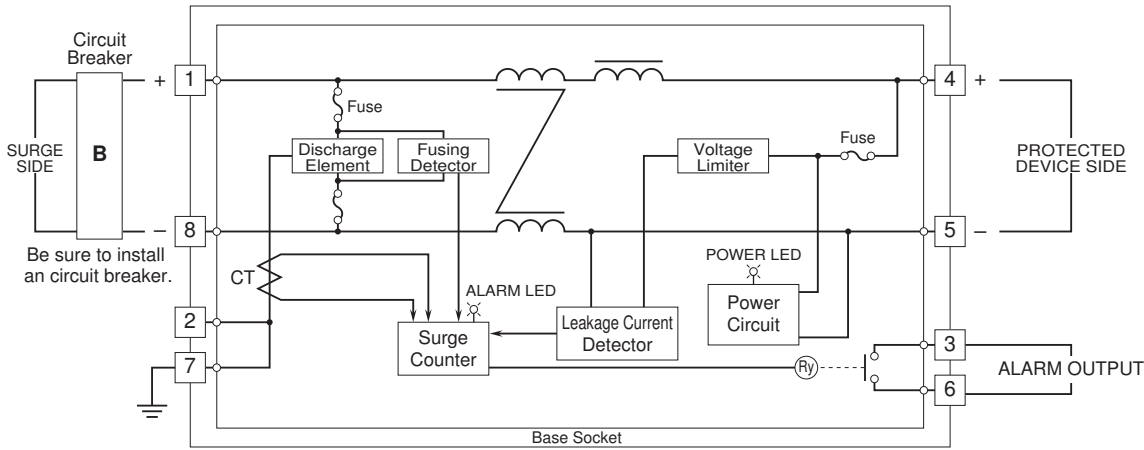 Circuit
Breaker
+
1
4
+
Fuse
SURGE
SIDE
B
Discharge
Element
Fusing
Detector
Voltage
Limiter
Fuse
PROTECTED
DEVICE SIDE
–
8
5
–
Be sure to install
an circuit breaker.
CT
ALARM LED
POWER LED
2
Surge
Counter
Leakage Current
Detector
Power
Circuit
7
Ry
3
6
ALARM OUTPUT
Base Socket